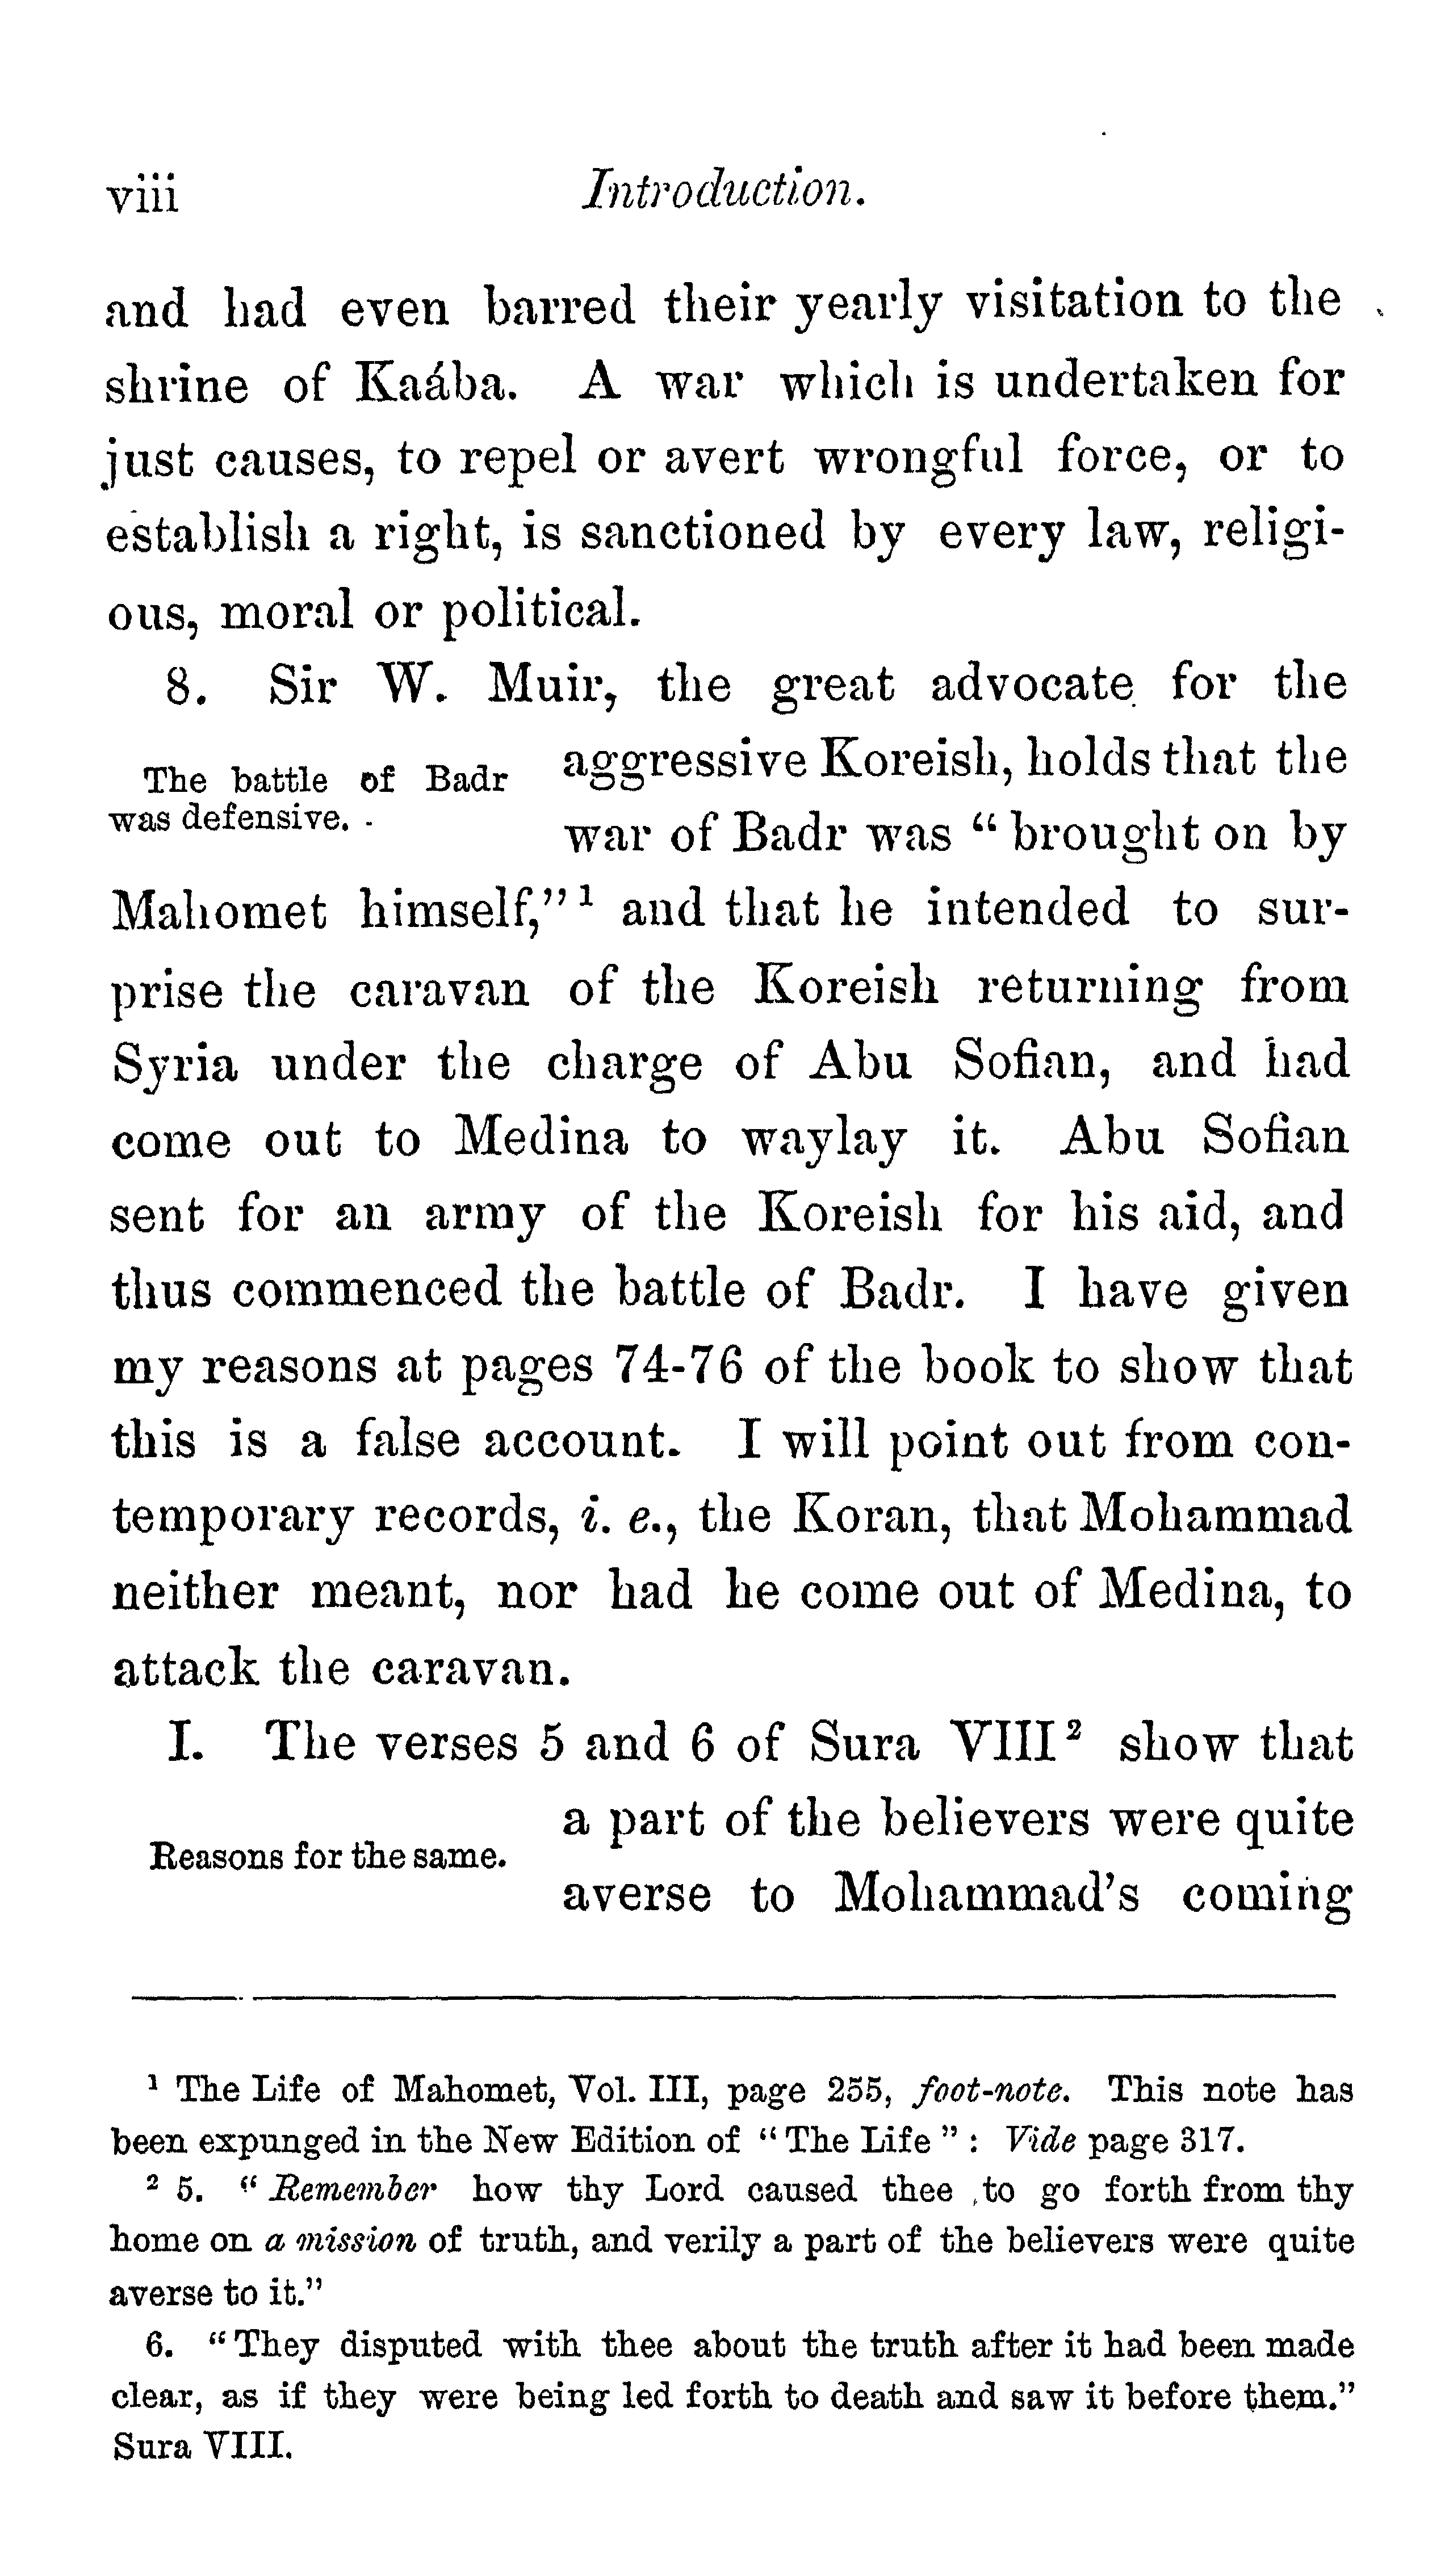 viii Introduction.
and had even barred their yearly visitation to the
shrine of Kaába. A war which is undertaken for
just causes, to repel or avert wrongful force, or to
establish a right, is sanctioned by every law, religi-
ous, moral or political.
8. Sir W. Muir, the great advocate for the
The battle of Badr
was defensive.
aggressive Koreish, holds that the
war of Badr was “ brought on by
Mahomet himself,” ¹ and that he intended to sur-
prise the caravan of the Koreish returning from
Syria under the charge of Abu Sofian, and had
come out to Medina to waylay it. Abu Sofian
sent for an army of the Koreish for his aid, and
thus commenced the battle of Badr. I have given
my reasons at pages 74-76 of the book to show that
this is a false account. I will point out from con-
temporary records, i. e., the Koran, that Mohammad
neither meant, nor had he come out of Medina, to
attack the caravan.
I. The verses 5 and 6 of Sura VIII ² show that
Reasons for the same.
a part of the believers were quite
averse to Mohammad's coming
¹ The Life of Mahomet, Vol. III, page 255, foot-note. This note has
been expunged in the New Edition of “ The Life ” : Vide page 317.
² 5. “ Remember how thy Lord caused thee to go forth from thy
home on a mission of truth, and verily a part of the believers were quite
averse to it.”
6. “ They disputed with thee about the truth after it had been made
clear, as if they were being led forth to death and saw it before them.”
Sura VIII.